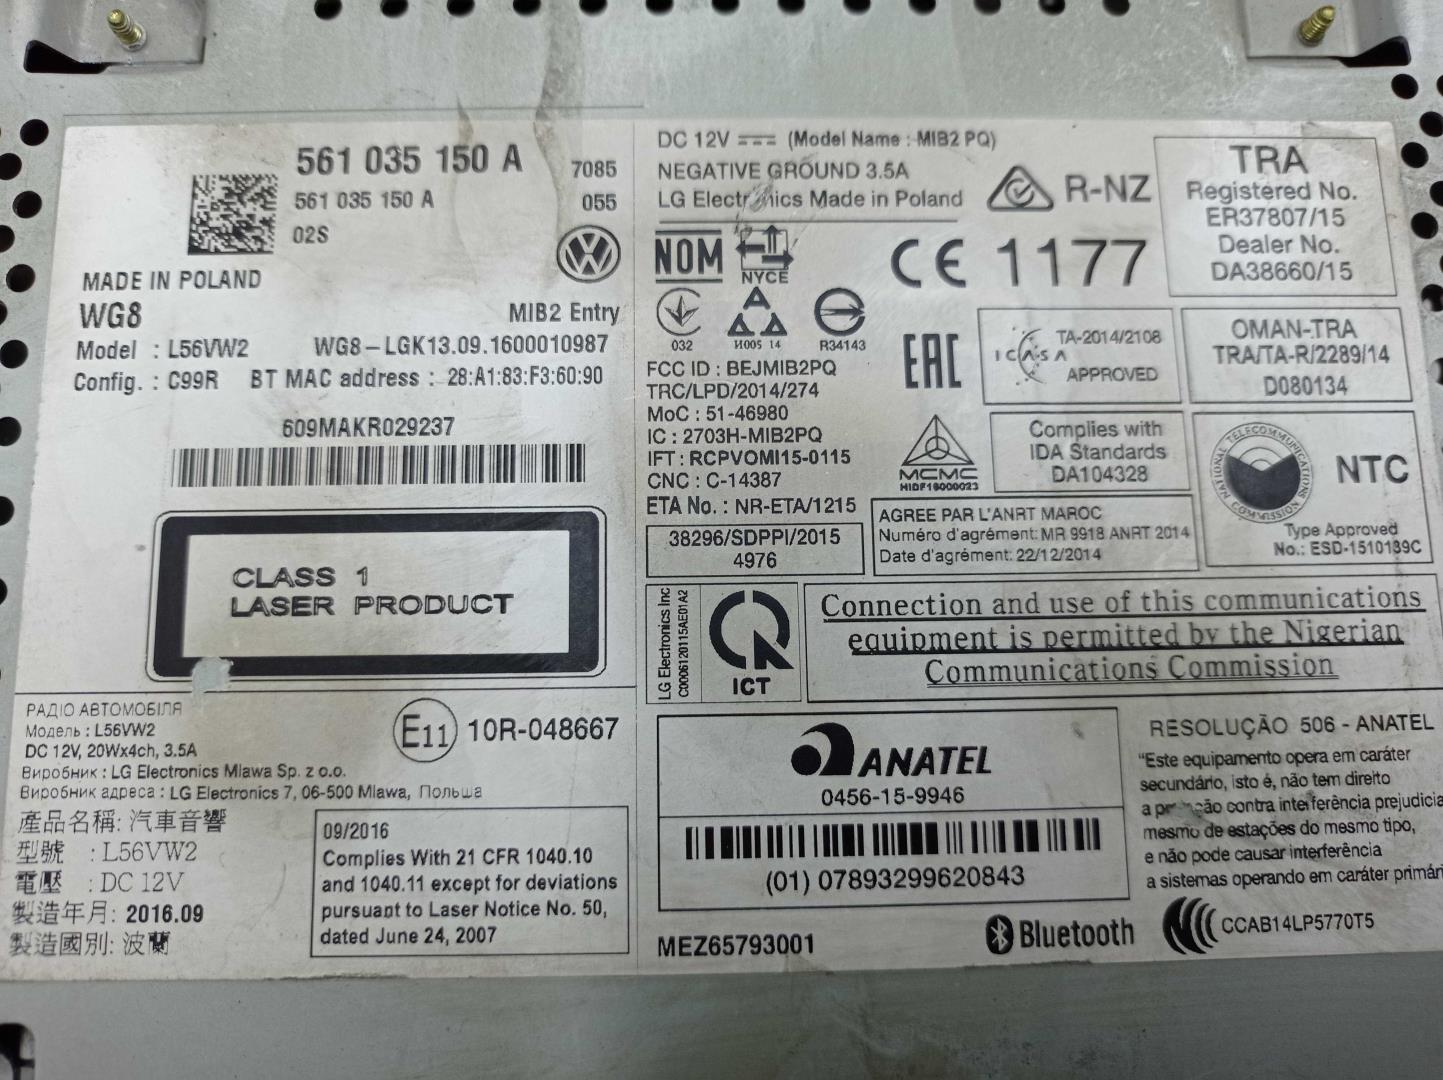 561 035 150 A
7085
561 035 150 A
055
02S
MADE IN POLAND
WG8
MIB2 Entry
Model : L56VW2
WG8-LGK13.09.1600010987
Config. : C99R
BT MAC address : 28:A1:83:F3:60:90
609MAKR029237
CLASS 1
LASER PRODUCT
РАДІО АВТОМОБІЛЯ
Модель : L56VW2
DC 12V, 20Wx4ch, 3.5A
Виробник : LG Electronics Mlawa Sp. z o.o.
Виробник адреса : LG Electronics 7, 06-500 Mlawa, Польша
E11 10R-048667
產品名稱: 汽車音響
型號 : L56VW2
電壓 : DC 12V
製造年月: 2016.09
製造國別: 波蘭
09/2016
Complies With 21 CFR 1040.10
and 1040.11 except for deviations
pursuant to Laser Notice No. 50,
dated June 24, 2007
DC 12V (Model Name : MIB2 PQ)
NEGATIVE GROUND 3.5A
LG Electronics Made in Poland
R-NZ
TRA
Registered No.
ER37807/15
Dealer No.
DA38660/15
NOM
NYCE
CE 1177
032
И005 14
R34143
EAC
ICASA
TA-2014/2108
APPROVED
OMAN-TRA
TRA/TA-R/2289/14
D080134
FCC ID : BEJMIB2PQ
TRC/LPD/2014/274
MoC : 51-46980
IC : 2703H-MIB2PQ
IFT : RCPVOMI15-0115
CNC : C-14387
ETA No. : NR-ETA/1215
MCMC
HIDF16000023
Complies with
IDA Standards
DA104328
NATIONAL TELECOMMUNICATIONS COMMISSION
NTC
Type Approved
No.: ESD-1510189C
38296/SDPPI/2015
4976
AGREE PAR L'ANRT MAROC
Numéro d'agrément: MR 9918 ANRT 2014
Date d'agrément: 22/12/2014
LG Electronics Inc
C0006120115AE01A2
ICT
Connection and use of this communications
equipment is permitted by the Nigerian
Communications Commission
ANATEL
0456-15-9946
(01) 07893299620843
RESOLUÇÃO 506 - ANATEL
"Este equipamento opera em caráter
secundário, isto é, não tem direito
a contra interferência prejudicia
mesmo de estações do mesmo tipo,
e não pode causar interferência
a sistemas operando em caráter primári
MEZ65793001
Bluetooth
CCAB14LP5770T5